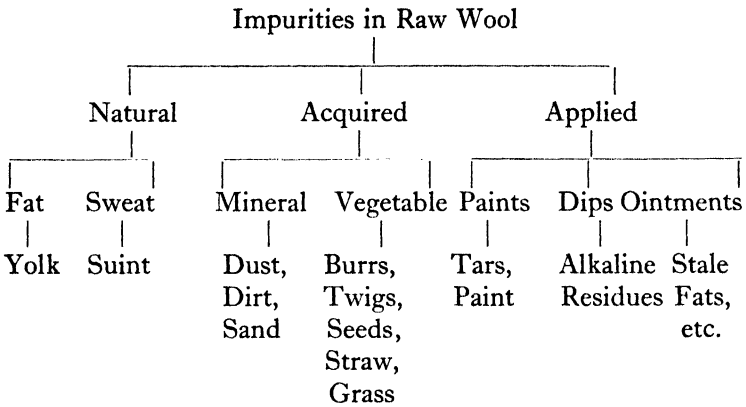 Impurities in Raw Wool
Natural Acquired Applied
Fat Sweat Mineral Vegetable Paints Dips Ointments
Yolk Suint Dust, Burrs, Tars, Alkaline Stale
Dirt, Twigs, Paint Residues Fats,
Sand Seeds, etc.
Straw,
Grass